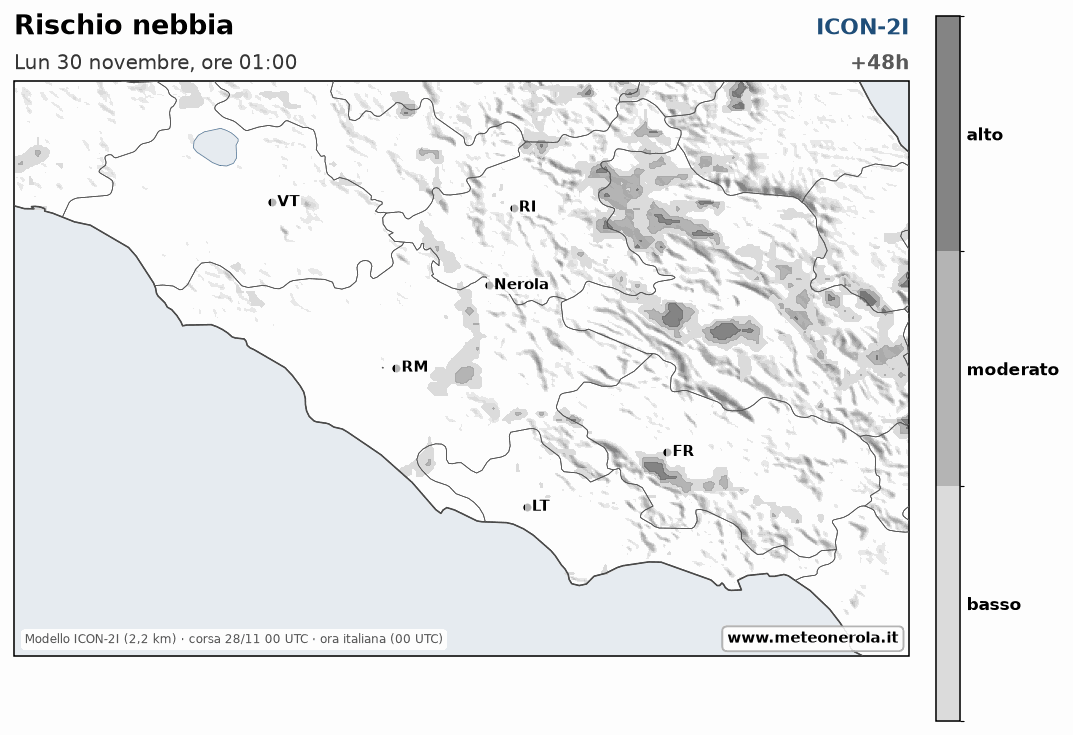 Rischio nebbia
ICON-2I
Lun 30 novembre, ore 01:00
+48h
alto
VT
RI
Nerola
RM
moderato
FR
LT
basso
Modello ICON-2I (2,2 km) · corsa 28/11 00 UTC · ora italiana (00 UTC)
www.meteonerola.it